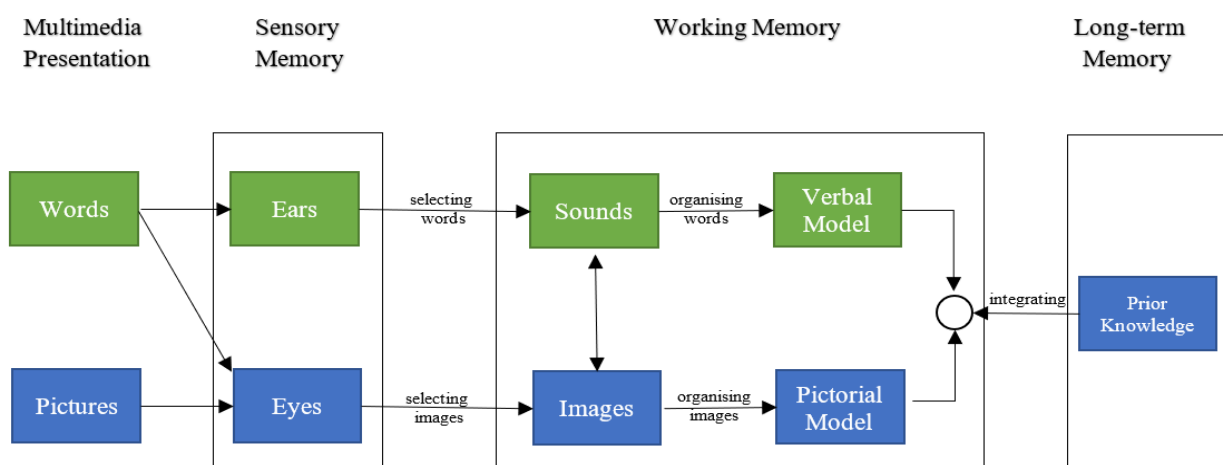 Multimedia
Presentation
Sensory
Memory
Working Memory
Long-term
Memory
Words
Ears
selecting
words
Sounds
organising
words
Verbal
Model
integrating
Prior
Knowledge
Pictures
Eyes
selecting
images
Images
organising
images
Pictorial
Model